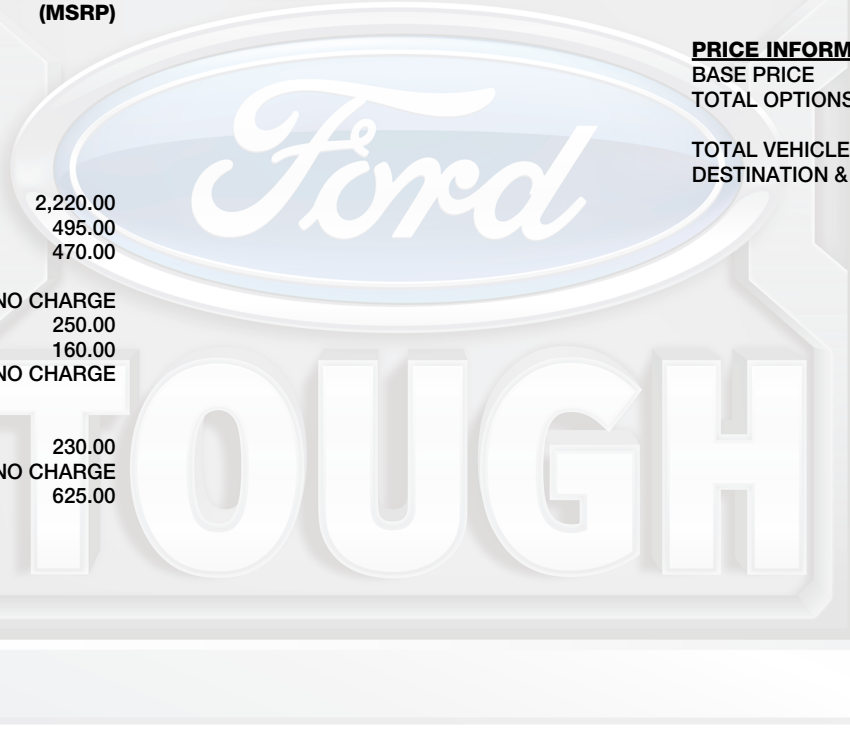 (MSRP)
2,220.00
495.00
470.00
NO CHARGE
250.00
160.00
NO CHARGE
230.00
NO CHARGE
625.00
PRICE INFORM
BASE PRICE
TOTAL OPTIONS
TOTAL VEHICLE
DESTINATION &
Ford
TOUGH